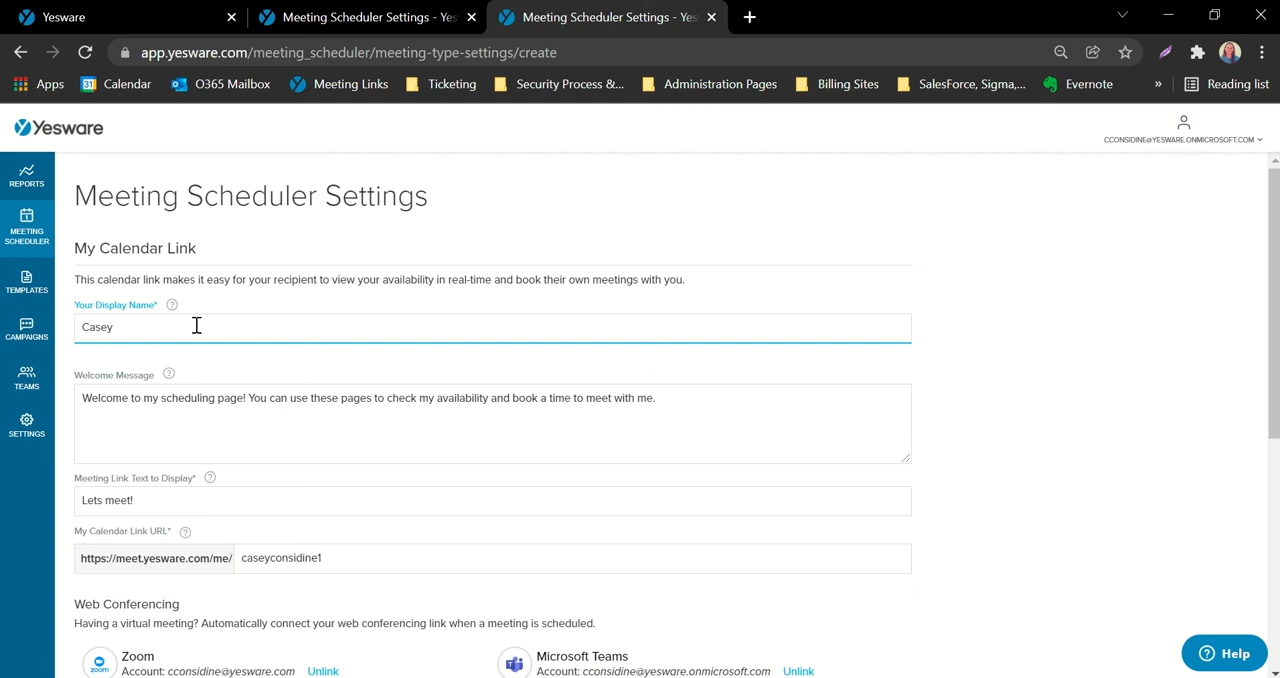 Yesware
Meeting Scheduler Settings - Yes
Meeting Scheduler Settings - Yes
app.yesware.com/meeting_scheduler/meeting-type-settings/create
Apps
Calendar
O365 Mailbox
Meeting Links
Ticketing
Security Process &...
Administration Pages
Billing Sites
SalesForce, Sigma,...
Evernote
»
Reading list
Yesware
CCONSIDINE@YESWARE.ONMICROSOFT.COM
REPORTS
MEETING
SCHEDULER
TEMPLATES
CAMPAIGNS
TEAMS
SETTINGS
Meeting Scheduler Settings
My Calendar Link
This calendar link makes it easy for your recipient to view your availability in real-time and book their own meetings with you.
Your Display Name* ?
Casey
Welcome Message ?
Welcome to my scheduling page! You can use these pages to check my availability and book a time to meet with me.
Meeting Link Text to Display* ?
Lets meet!
My Calendar Link URL* ?
https://meet.yesware.com/me/ caseyconsidine1
Web Conferencing
Having a virtual meeting? Automatically connect your web conferencing link when a meeting is scheduled.
zoom
Zoom
Account: cconsidine@yesware.com Unlink
Microsoft Teams
Account: cconsidine@yesware.onmicrosoft.com Unlink
? Help